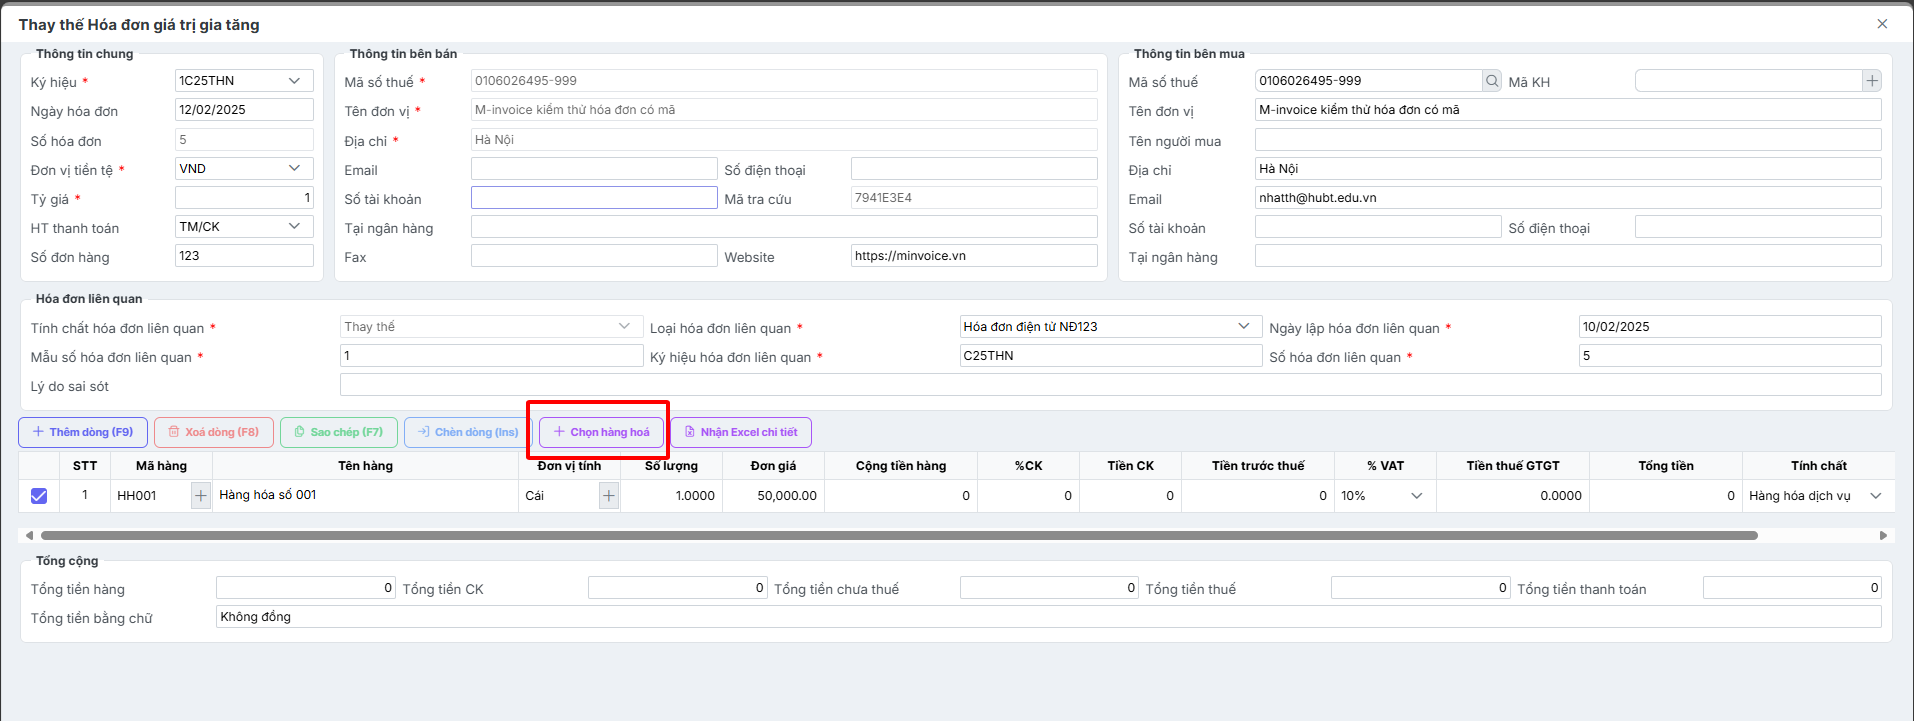 Thay thế Hóa đơn giá trị gia tăng
Thông tin chung
Ký hiệu * 1C25THN
Ngày hóa đơn 12/02/2025
Số hóa đơn 5
Đơn vị tiền tệ * VND
Tỷ giá * 1
HT thanh toán TM/CK
Số đơn hàng 123
Thông tin bên bán
Mã số thuế * 0106026495-999
Tên đơn vị * M-invoice kiểm thử hóa đơn có mã
Địa chỉ * Hà Nội
Email Số điện thoại
Số tài khoản Mã tra cứu 7941E3E4
Tại ngân hàng
Fax Website https://minvoice.vn
Thông tin bên mua
Mã số thuế 0106026495-999 Mã KH
Tên đơn vị M-invoice kiểm thử hóa đơn có mã
Tên người mua
Địa chỉ Hà Nội
Email nhatth@hubt.edu.vn
Số tài khoản Số điện thoại
Tại ngân hàng
Hóa đơn liên quan
Tính chất hóa đơn liên quan * Thay thế Loại hóa đơn liên quan * Hóa đơn điện tử NĐ123 Ngày lập hóa đơn liên quan * 10/02/2025
Mẫu số hóa đơn liên quan * 1 Ký hiệu hóa đơn liên quan * C25THN Số hóa đơn liên quan * 5
Lý do sai sót
Thêm dòng (F9) Xoá dòng (F8) Sao chép (F7) Chèn dòng (Ins) Chọn hàng hoá Nhận Excel chi tiết
STT Mã hàng Tên hàng Đơn vị tính Số lượng Đơn giá Cộng tiền hàng %CK Tiền CK Tiền trước thuế % VAT Tiền thuế GTGT Tổng tiền Tính chất
1 HH001 Hàng hóa số 001 Cái 1.0000 50,000.00 0 0 0 0 10% 0.0000 0 Hàng hóa dịch vụ
Tổng cộng
Tổng tiền hàng 0 Tổng tiền CK 0 Tổng tiền chưa thuế 0 Tổng tiền thuế 0 Tổng tiền thanh toán 0
Tổng tiền bằng chữ Không đồng